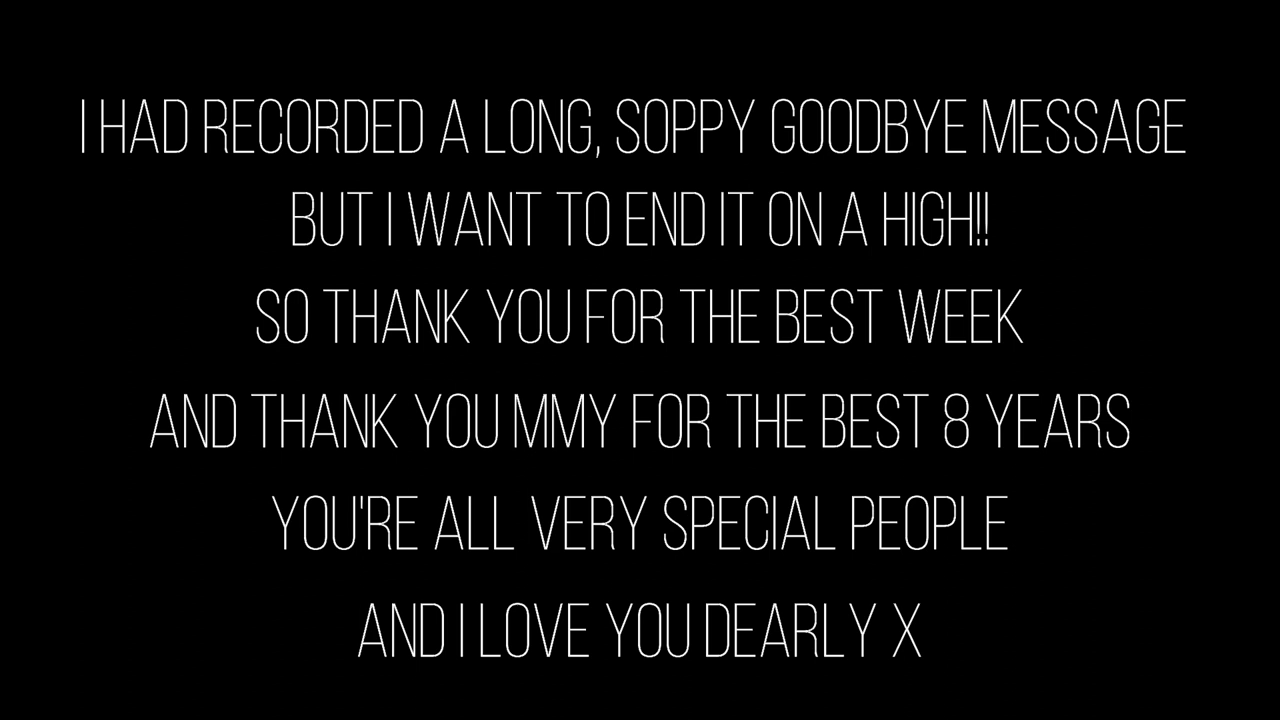 I HAD RECORDED A LONG, SOPPY GOODBYE MESSAGE
BUT I WANT TO END IT ON A HIGH!!
SO THANK YOU FOR THE BEST WEEK
AND THANK YOU MMY FOR THE BEST 8 YEARS
YOU'RE ALL VERY SPECIAL PEOPLE
AND I LOVE YOU DEARLY X